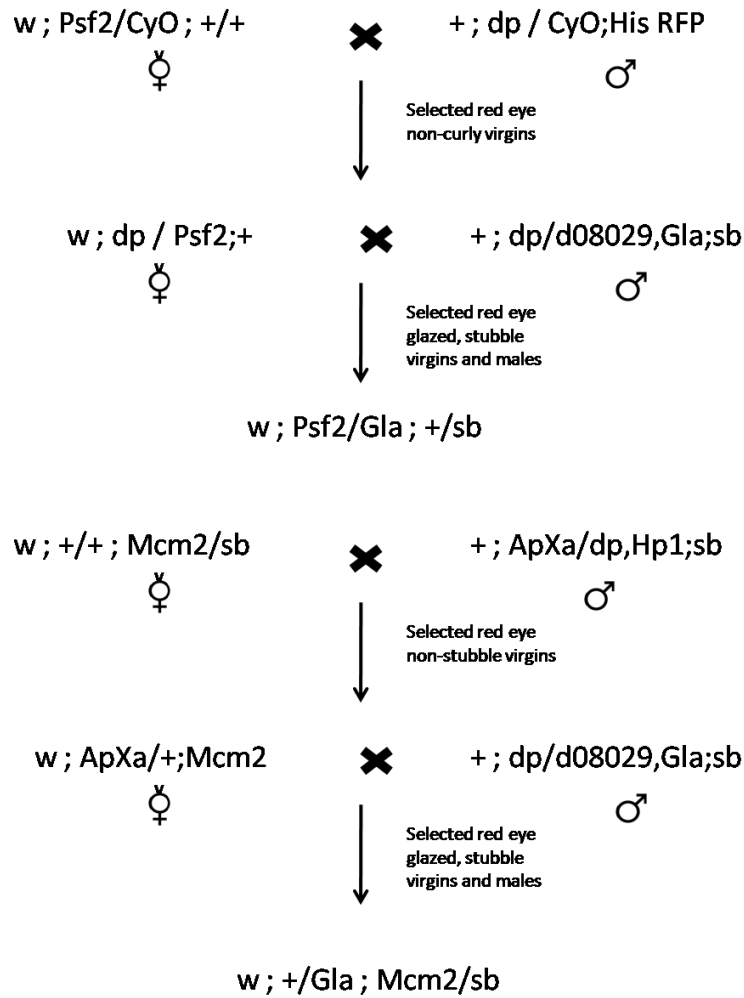 w ; Psf2/CyO ; +/+
+ ; dp / CyO;His RFP
Selected red eye
non-curly virgins
w ; dp / Psf2;+
+ ; dp/d08029,Gla;sb
Selected red eye
glazed, stubble
virgins and males
w ; Psf2/Gla ; +/sb
w ; +/+ ; Mcm2/sb
+ ; ApXa/dp,Hp1;sb
Selected red eye
non-stubble virgins
w ; ApXa/+;Mcm2
+ ; dp/d08029,Gla;sb
Selected red eye
glazed, stubble
virgins and males
w ; +/Gla ; Mcm2/sb